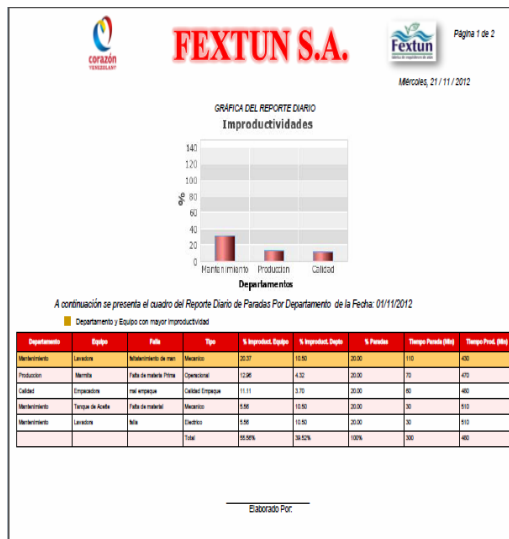 corazón
VENEZOLANO
FEXTUN S.A.
Fextun
Página 1 de 2
Miércoles, 21 / 11 / 2012
GRÁFICA DEL REPORTE DIARIO
Improductividades
140
120
100
80
60
40
20
0
%
Mantenimiento Produccion Calidad
Departamentos
A continuación se presenta el cuadro del Reporte Diario de Paradas Por Departamento de la Fecha: 01/11/2012
Departamento y Equipo con mayor Improductividad
Departamento Equipo Falla Tipo % Improduct. Equipo % Improduct. Depto % Paradas Tiempo Parada (Min) Tiempo Prod. (Min)
Mantenimiento Lavadora de man Mecanico 20.37 10.50 20.00 110 430
Produccion Marmita Falta de materia Prima Operacional 12.96 4.32 20.00 70 470
Calidad Empacadora mal empaque Calidad Empaque 11.11 3.70 20.00 60 480
Mantenimiento Tanque de Aceite Falta de material Mecanico 5.56 10.50 20.00 30 510
Mantenimiento Lavadora falla Electrico 5.56 10.50 20.00 30 510
Total 55.56% 39.52% 100% 300 480
Elaborado Por: